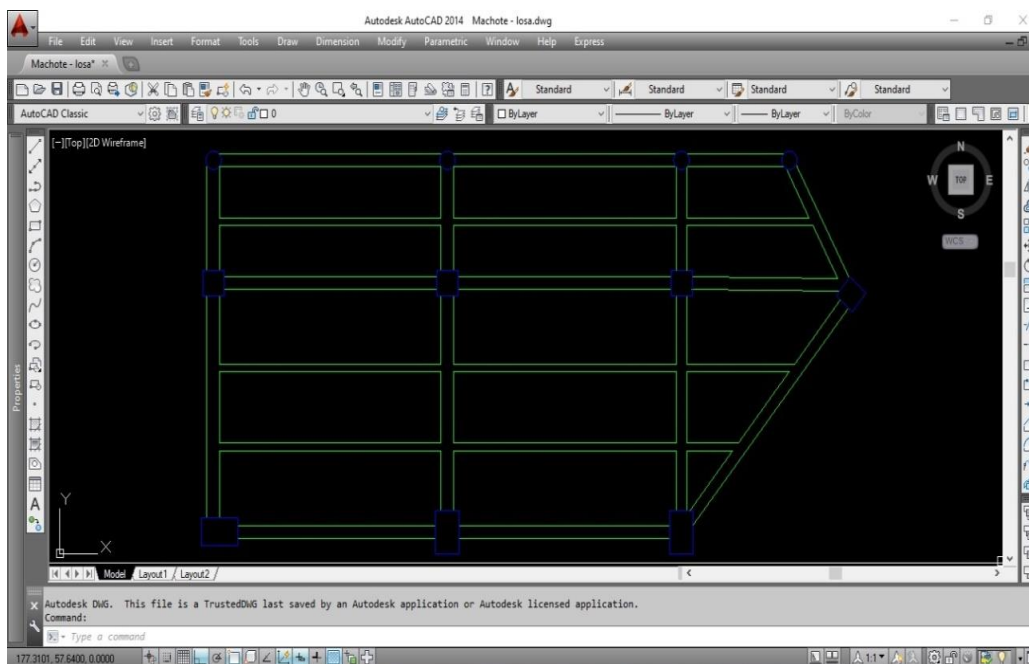 Autodesk AutoCAD 2014 Machote - losa.dwg
File Edit View Insert Format Tools Draw Dimension Modify Parametric Window Help Express
Machote - losa*
Standard Standard Standard Standard
AutoCAD Classic 0 ByLayer ByLayer ByLayer ByColor
[−][Top][2D Wireframe]
N
W TOP E
S
WCS
Properties
A
Y
X
Model Layout1 Layout2
Autodesk DWG. This file is a TrustedDWG last saved by an Autodesk application or Autodesk licensed application.
Command:
Type a command
177.3101, 57.6400, 0.0000 1:1